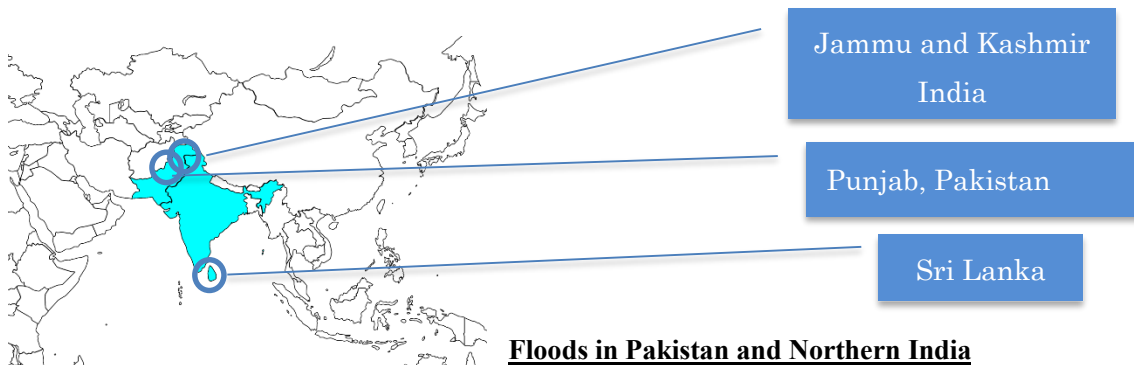 Jammu and Kashmir
India
Punjab, Pakistan
Sri Lanka
Floods in Pakistan and Northern India